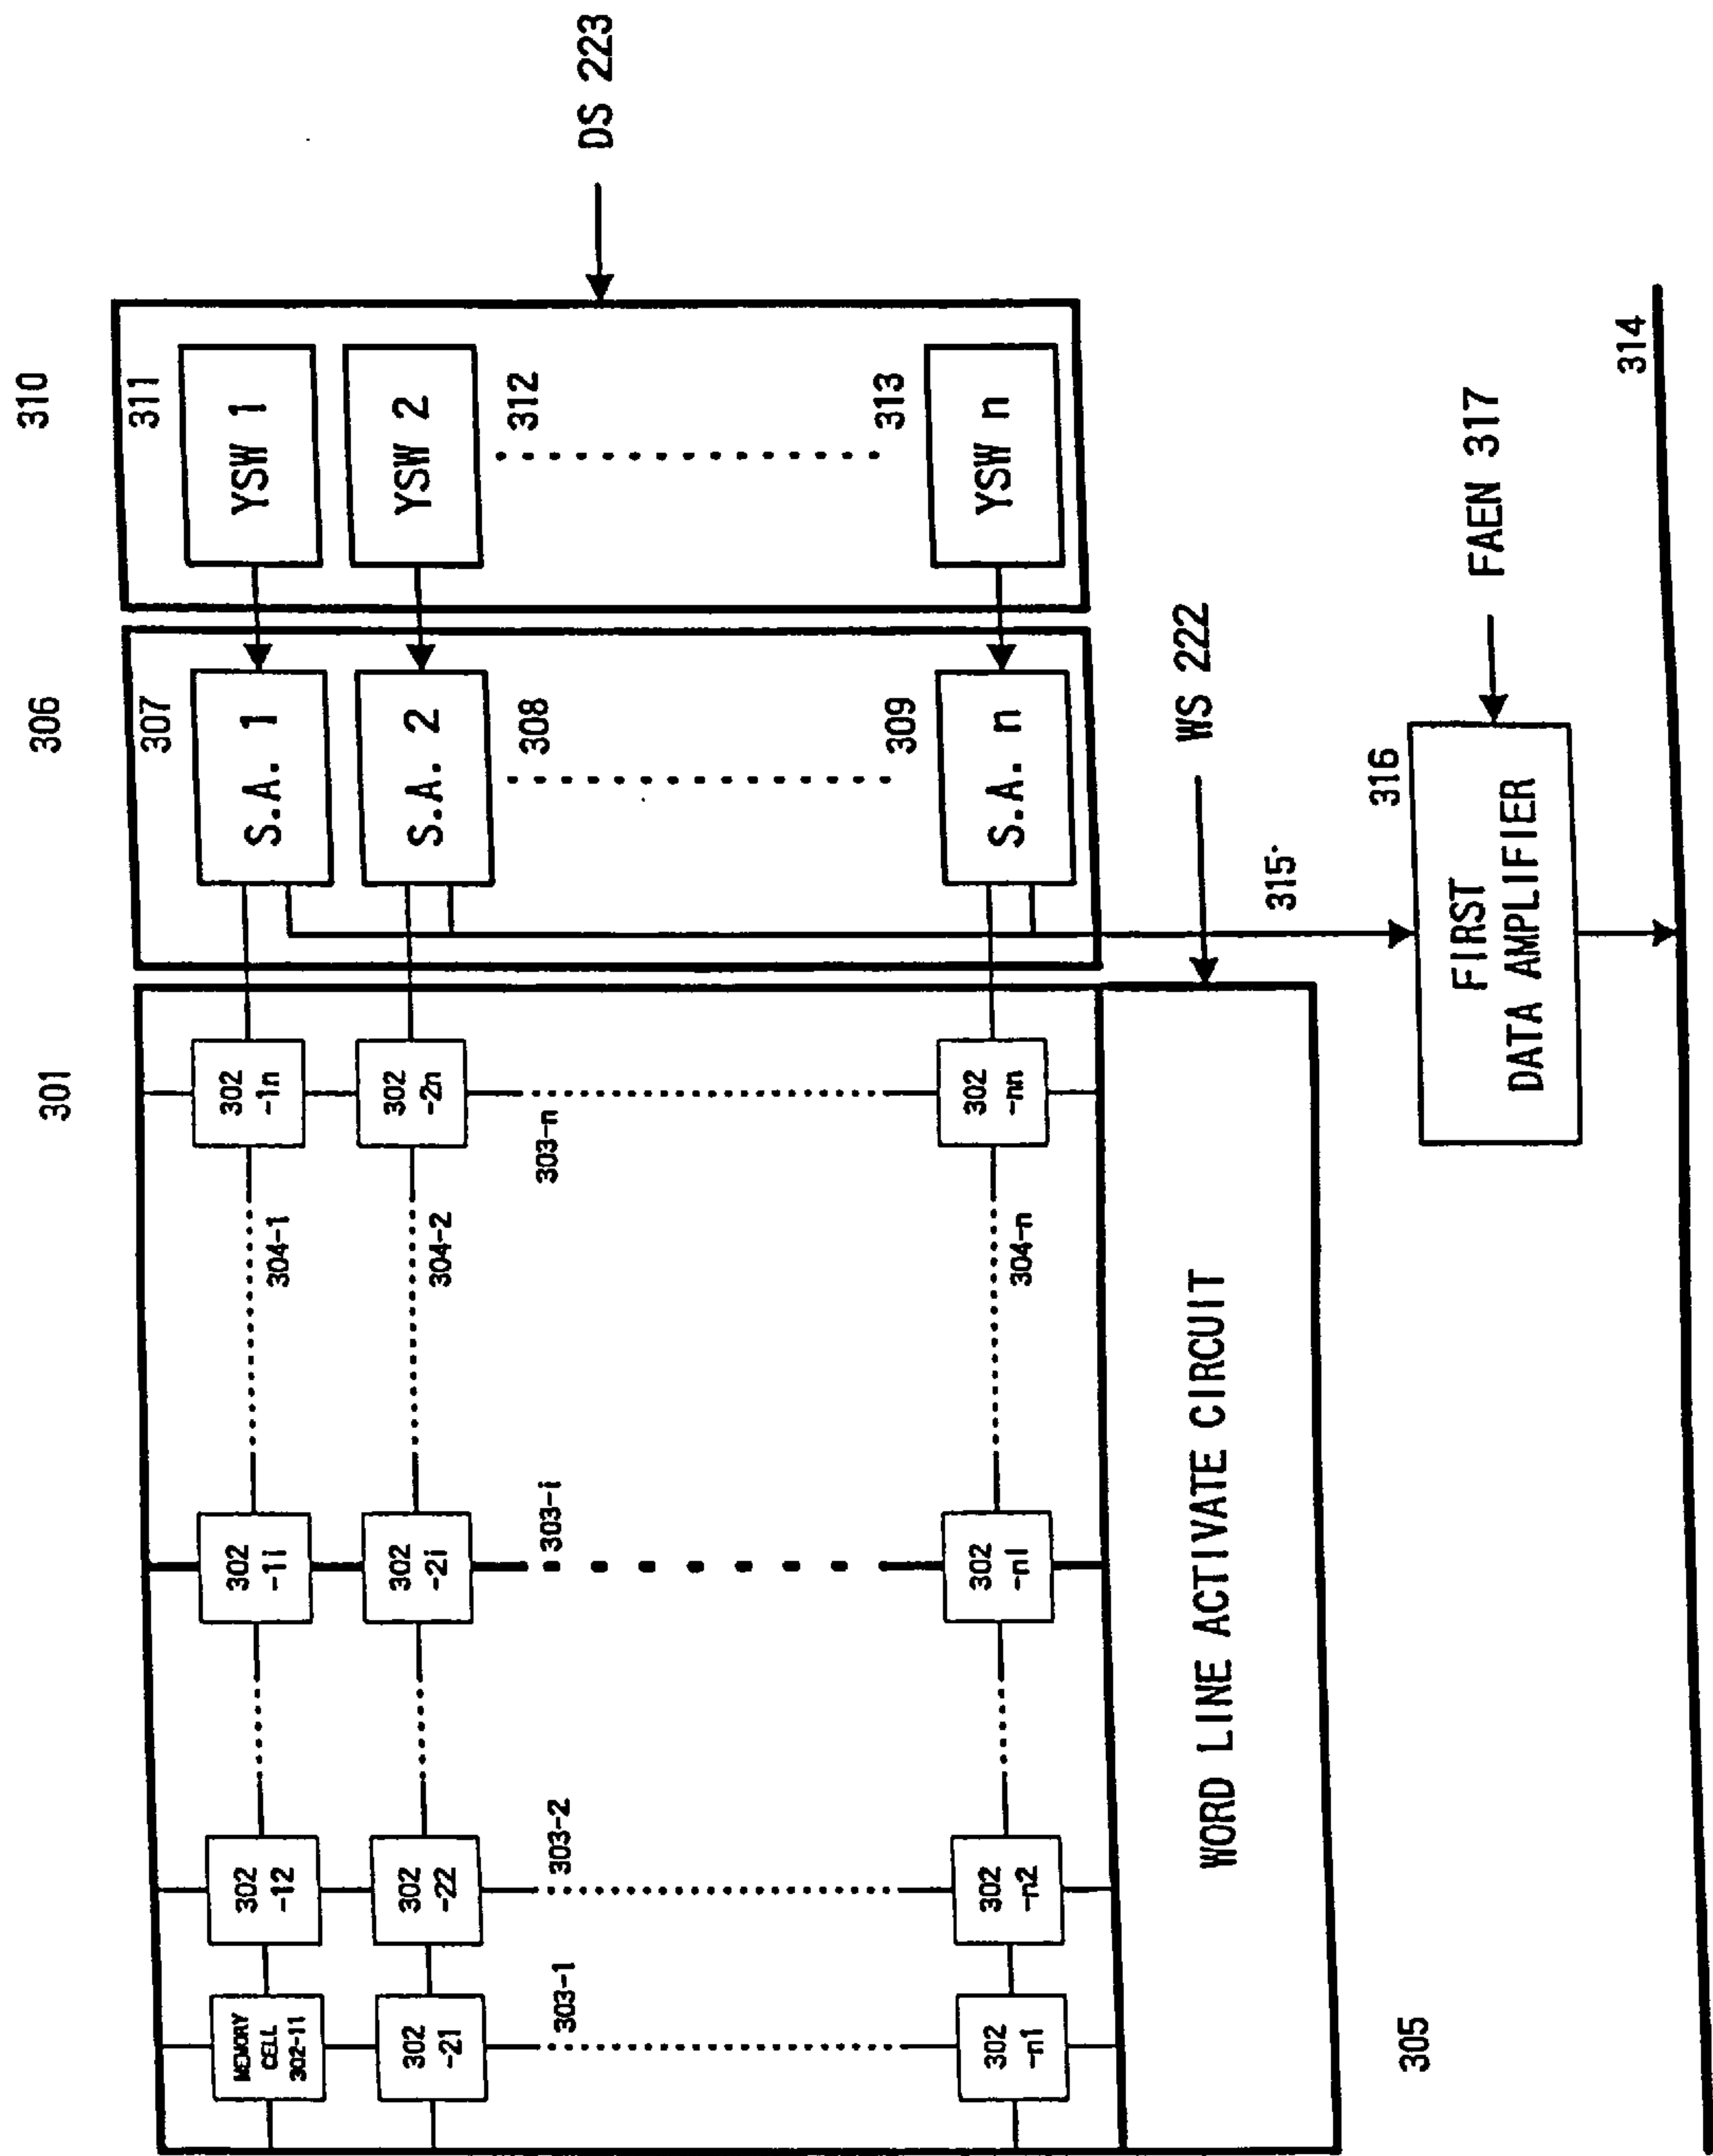 301
306
310
307
311
MEMORY
CELL
302-11
302
-12
302
-1i
302
-1n
S.A. 1
YSW 1
304-1
302
-21
302
-22
302
-2i
302
-2n
S.A. 2
YSW 2
304-2
303-1
303-2
303-i
303-n
308
312
DS 223
309
313
302
-n1
302
-n2
302
-ni
302
-nn
S.A. n
YSW n
304-n
WS 222
WORD LINE ACTIVATE CIRCUIT
315
305
316
FIRST
DATA AMPLIFIER
FAEN 317
314